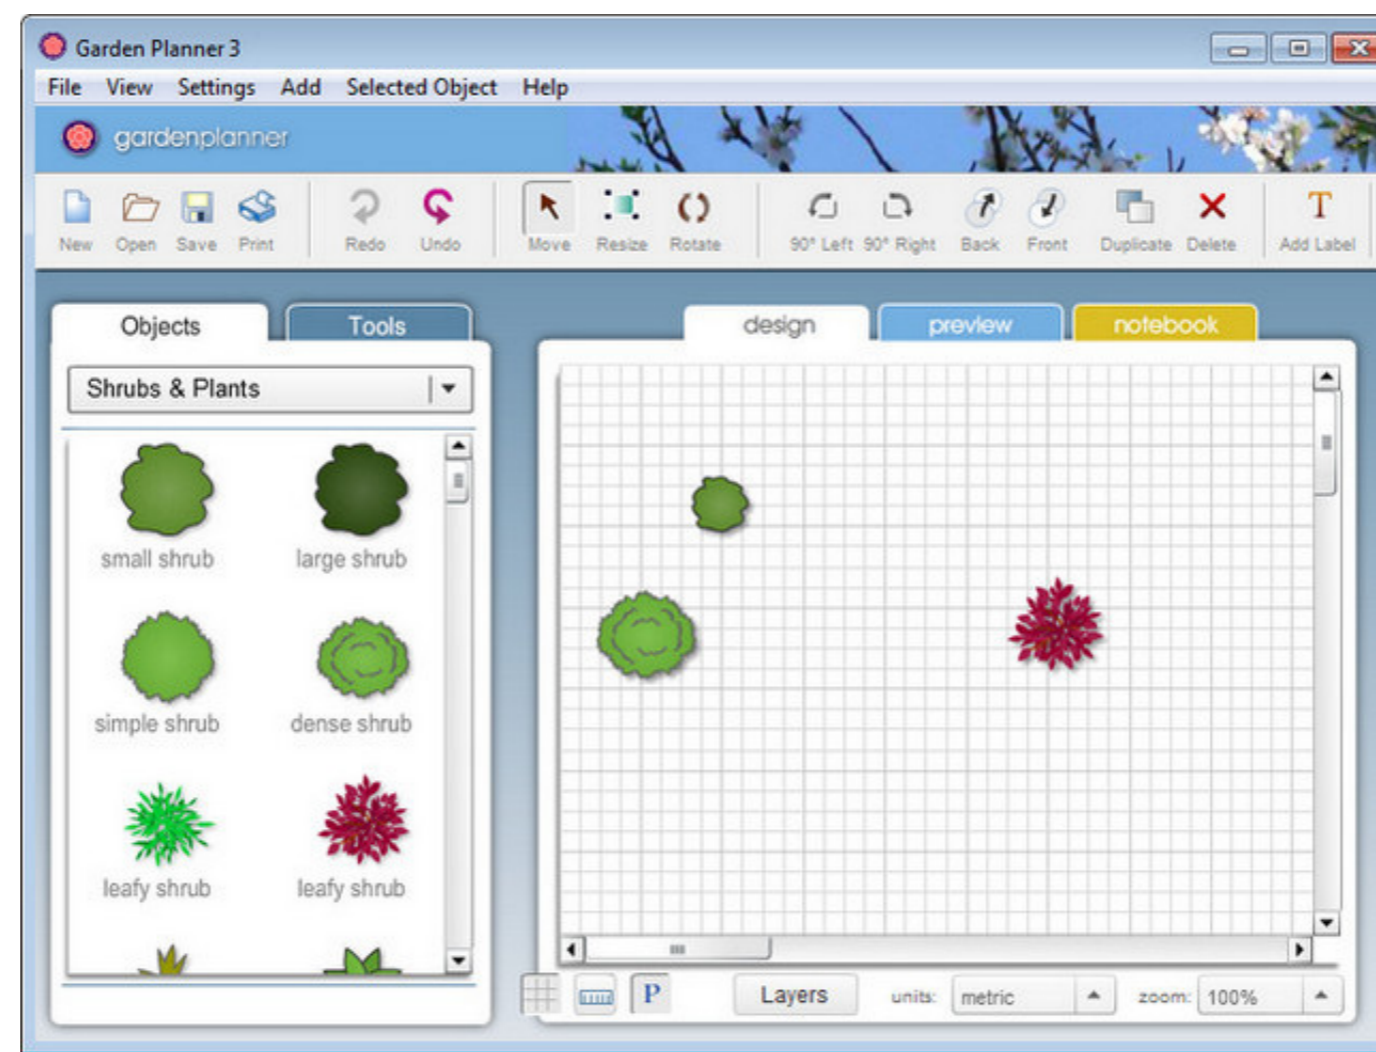 Garden Planner 3
File View Settings Add Selected Object Help
gardenplanner
New Open Save Print Redo Undo Move Resize Rotate 90° Left 90° Right Back Front Duplicate Delete T Add Label
Objects Tools
design preview notebook
Shrubs & Plants
small shrub large shrub
simple shrub dense shrub
leafy shrub leafy shrub
P Layers units: metric zoom: 100%